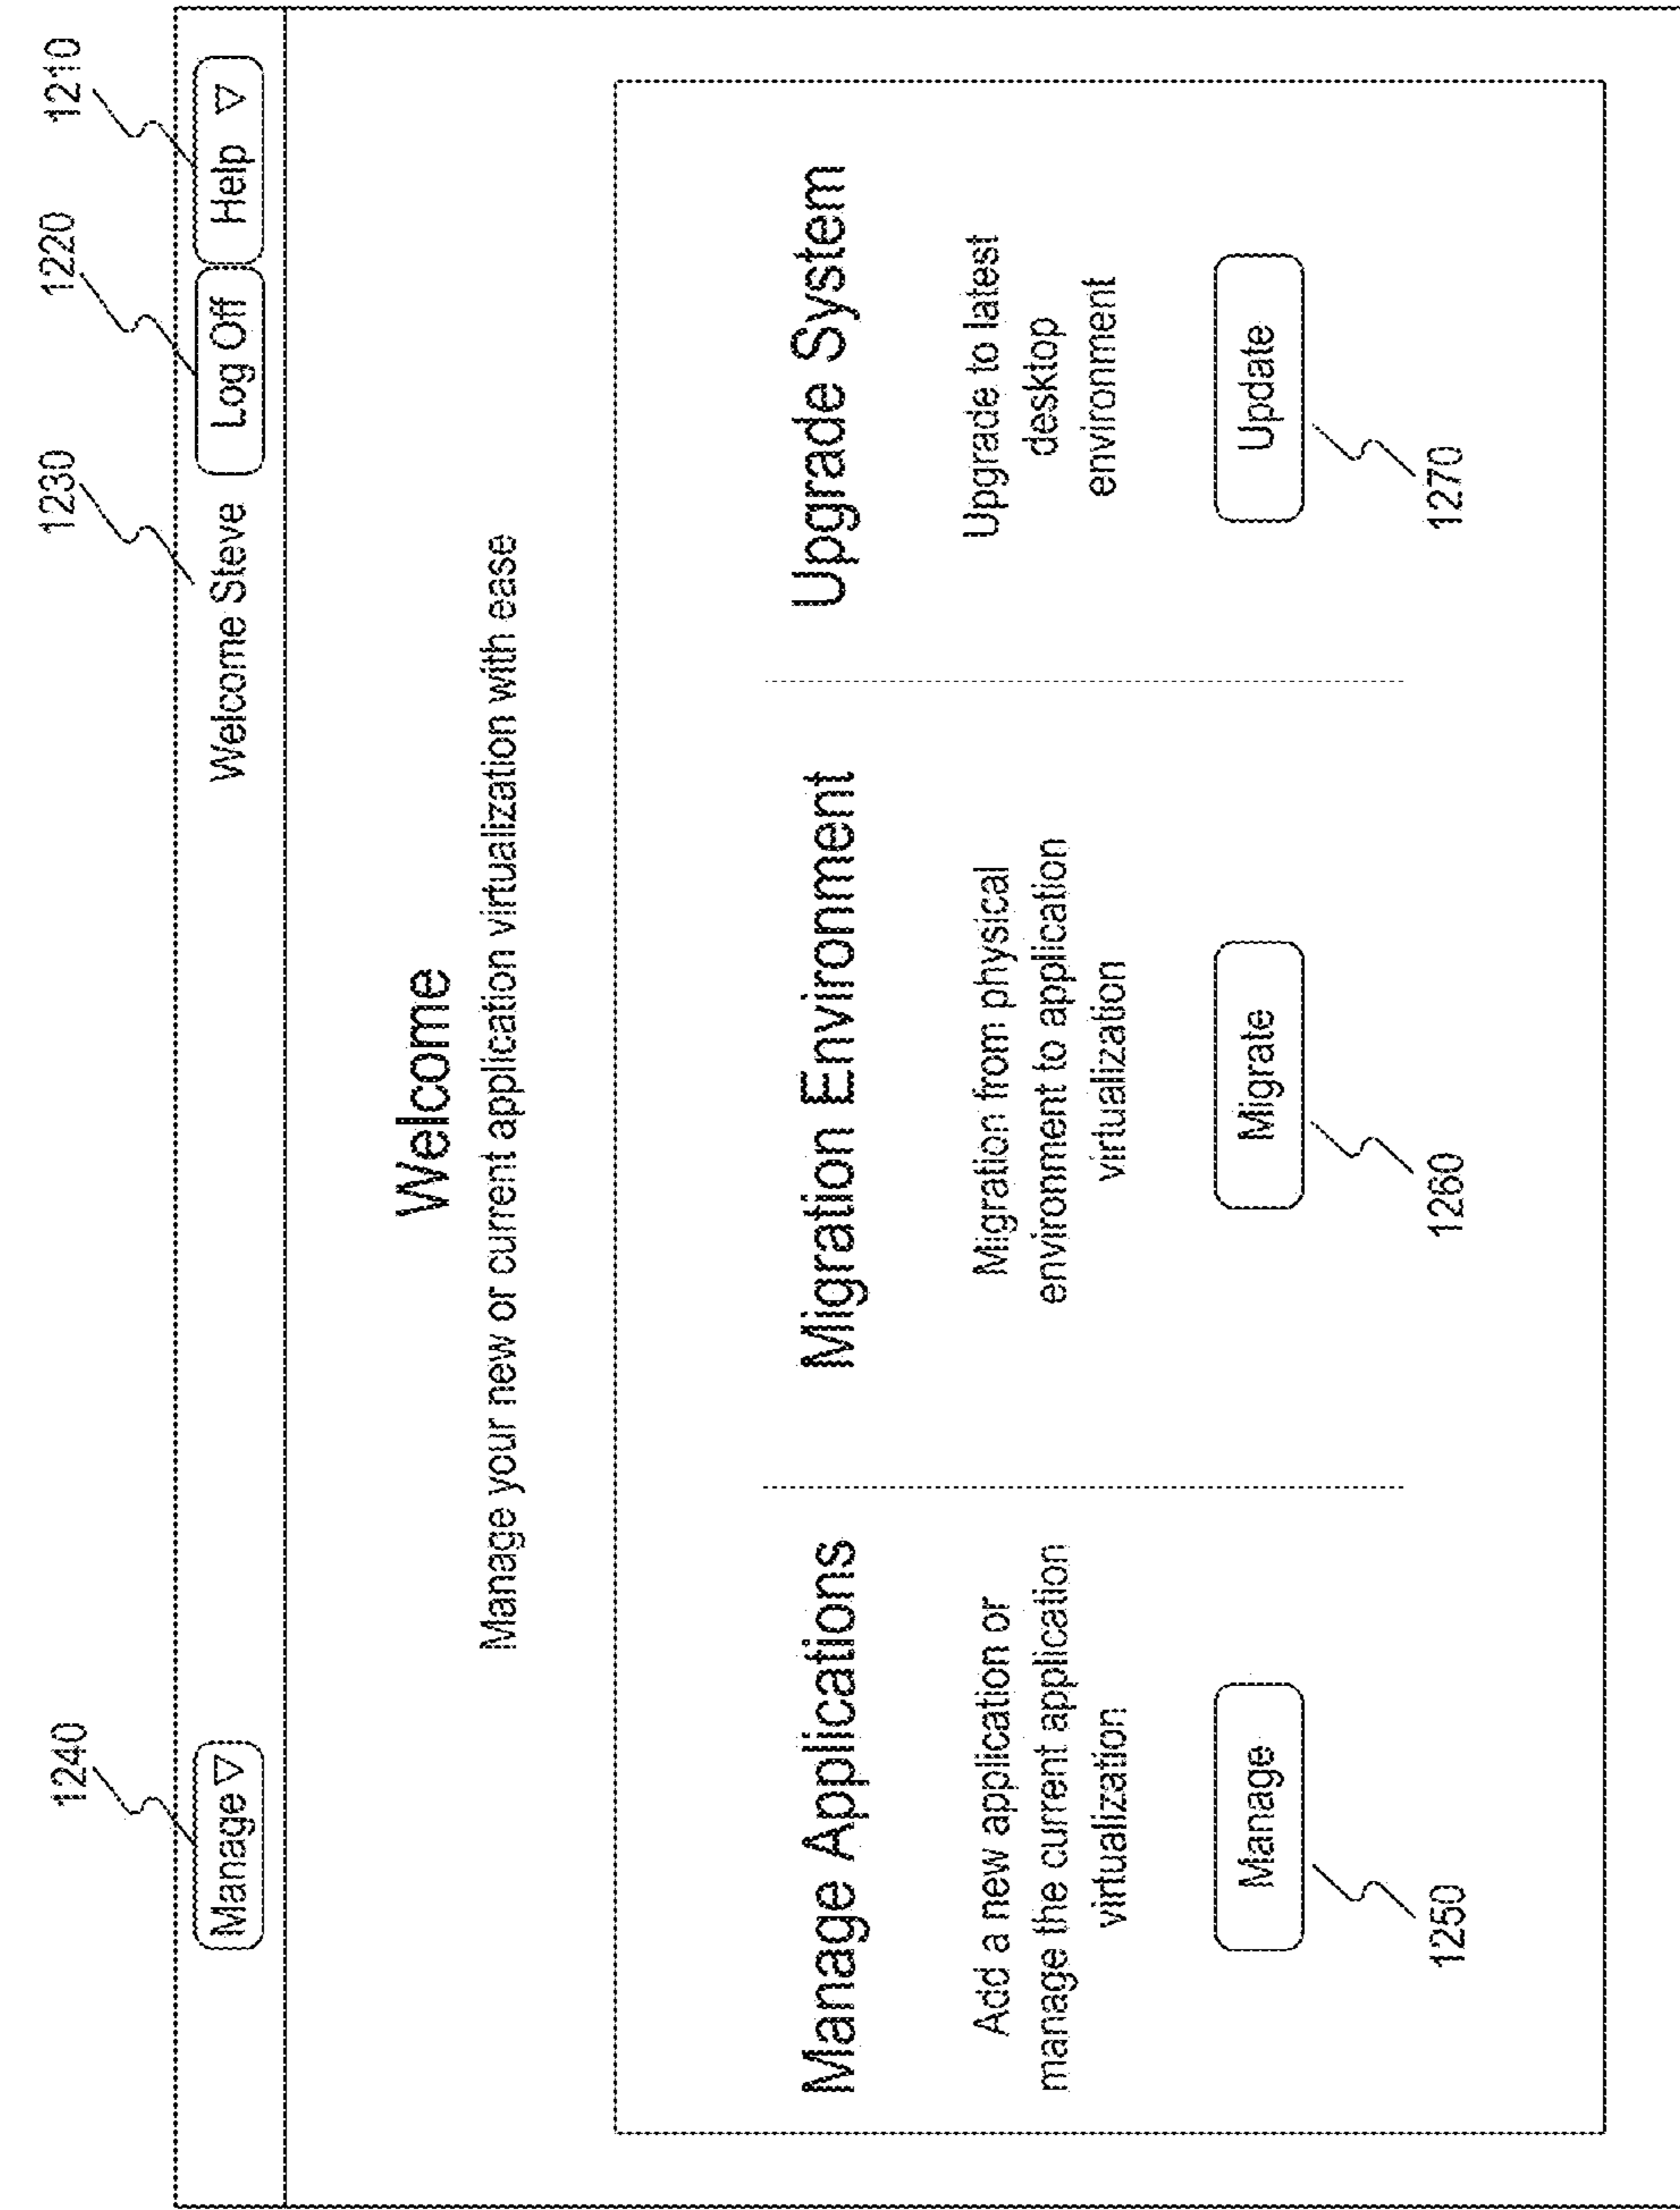 1240
1230
1220
1210
Manage ▽
Welcome Steve
Log Off
Help ▽
Welcome
Manage your new or current application virtualization with ease
Manage Applications
Add a new application or
manage the current application
virtualization
Manage
1250
Migration Environment
Migration from physical
environment to application
virtualization
Migrate
1260
Upgrade System
Upgrade to latest
desktop
environment
Update
1270